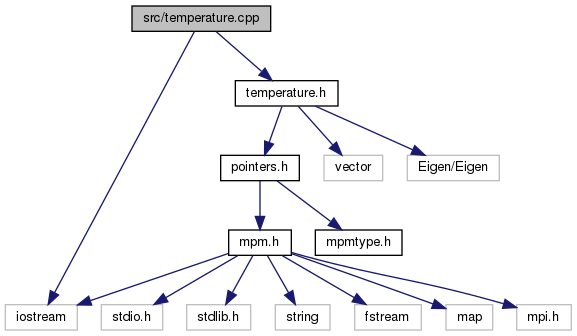 src/temperature.cpp
temperature.h
pointers.h
vector
Eigen/Eigen
mpm.h
mpmtype.h
iostream
stdio.h
stdlib.h
string
fstream
map
mpi.h